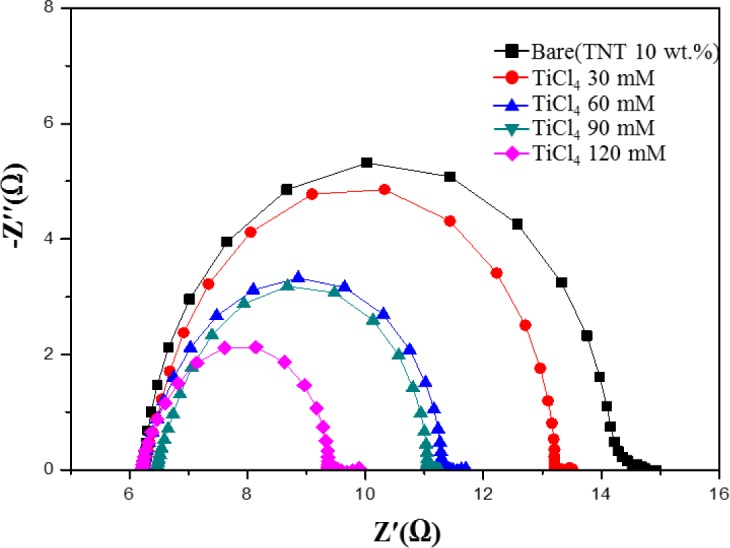 8
6
4
2
0
-Z''(Ω)
Bare(TNT 10 wt.%)
TiCl₄ 30 mM
TiCl₄ 60 mM
TiCl₄ 90 mM
TiCl₄ 120 mM
6 8 10 12 14 16
Z'(Ω)